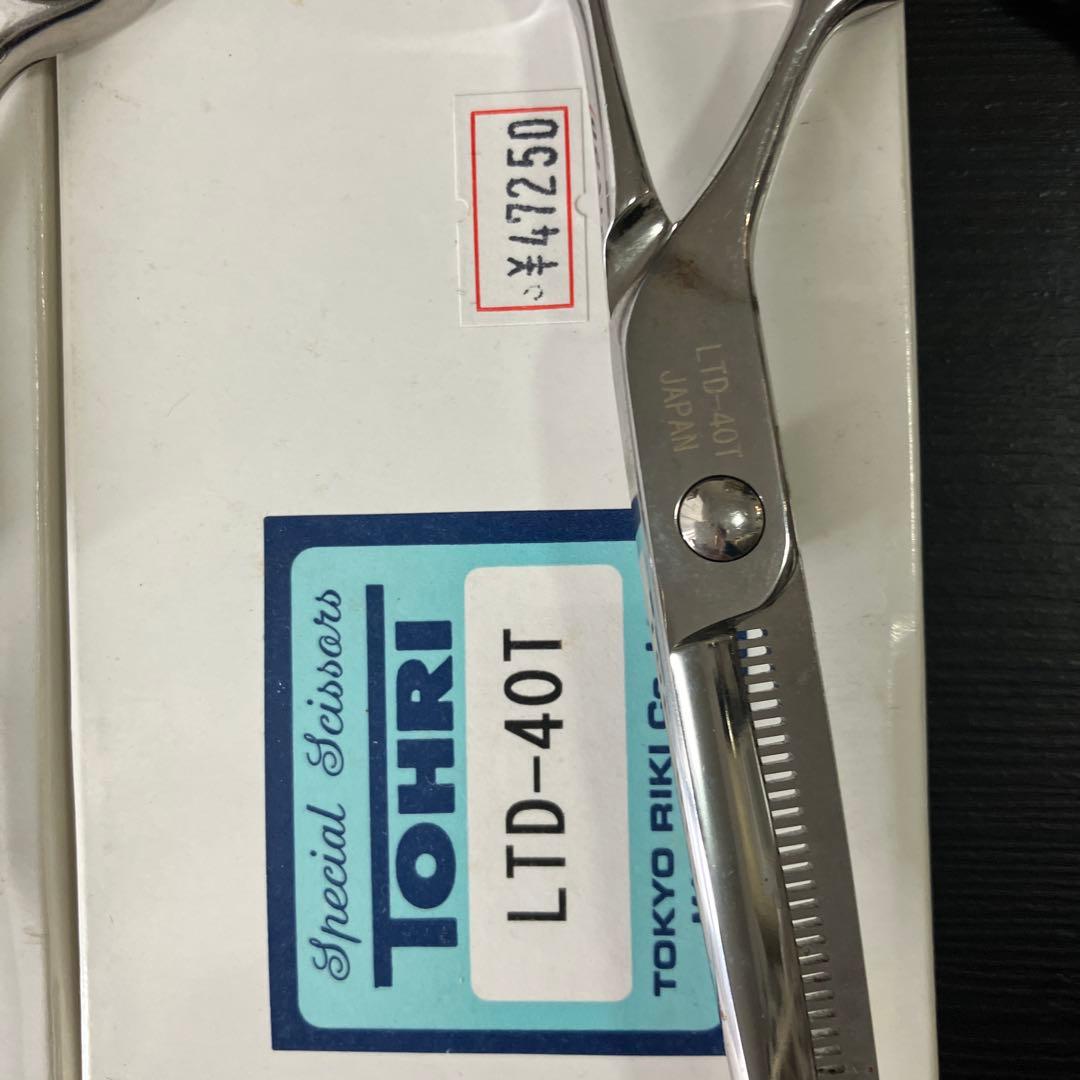 ¥47250
LTD-40T
JAPAN
Special Scissors
TOHRI
LTD-40T
TOKYO RIKI Co.